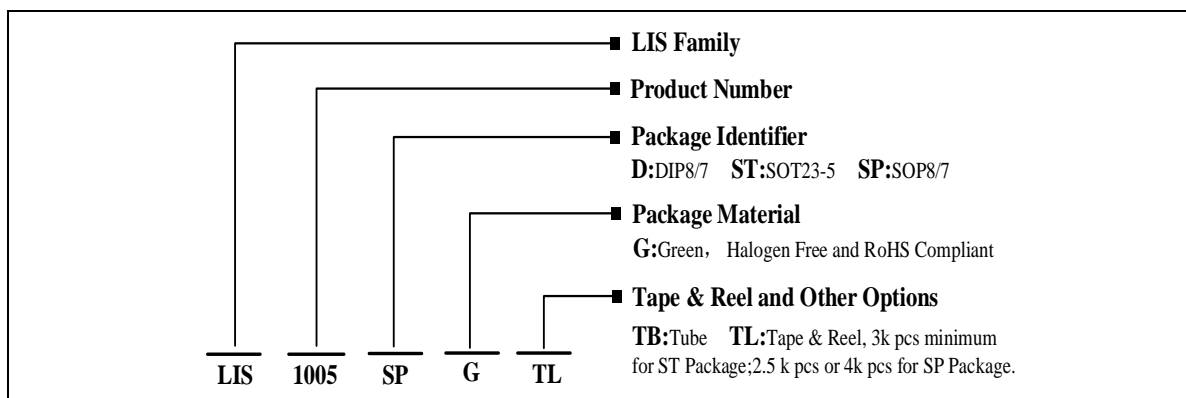 LIS Family
Product Number
Package Identifier
D:DIP8/7 ST:SOT23-5 SP:SOP8/7
Package Material
G:Green， Halogen Free and RoHS Compliant
Tape & Reel and Other Options
TB:Tube TL:Tape & Reel, 3k pcs minimum
for ST Package;2.5 k pcs or 4k pcs for SP Package.
LIS 1005 SP G TL